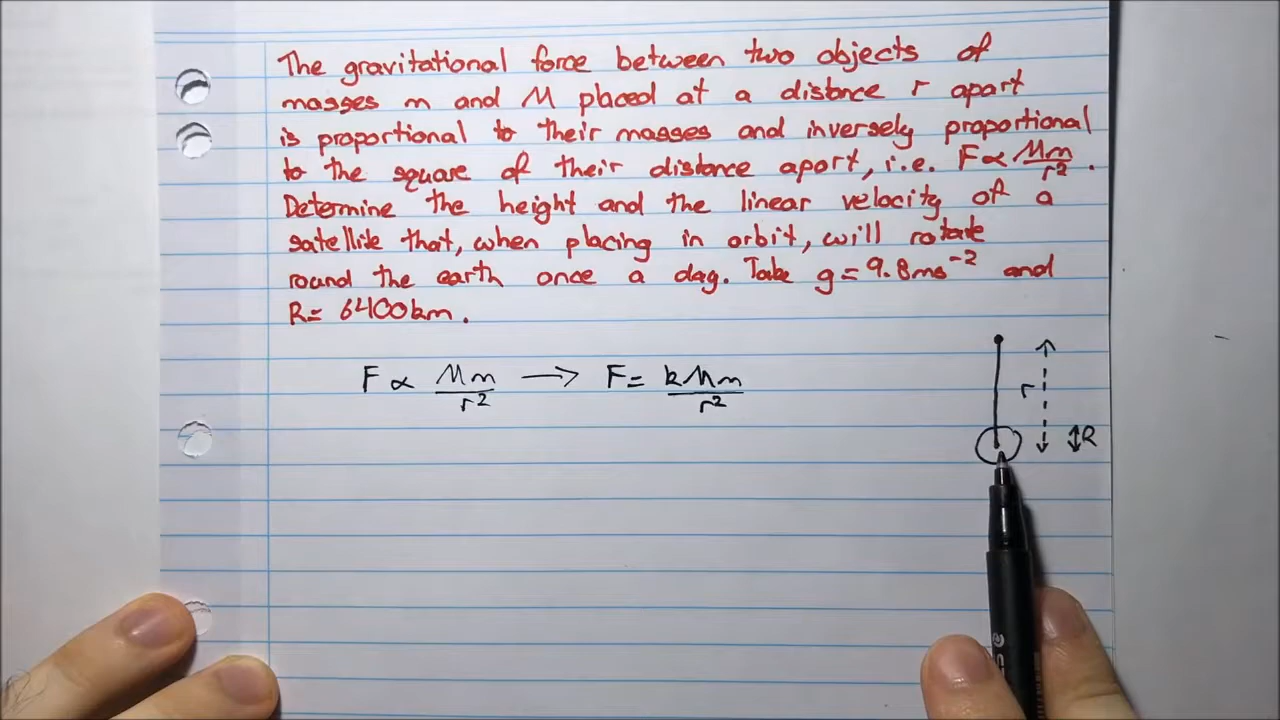 The gravitational force between two objects of
masses m and M placed at a distance r apart
is proportional to their masses and inversely proportional
to the square of their distance apart, i.e. F ∝ Mm/r².
Determine the height and the linear velocity of a
satellite that, when placing in orbit, will rotate
round the earth once a day. Take g = 9.8ms⁻² and
R = 6400km.
F ∝ Mm/r² → F = kMm/r²
r
R